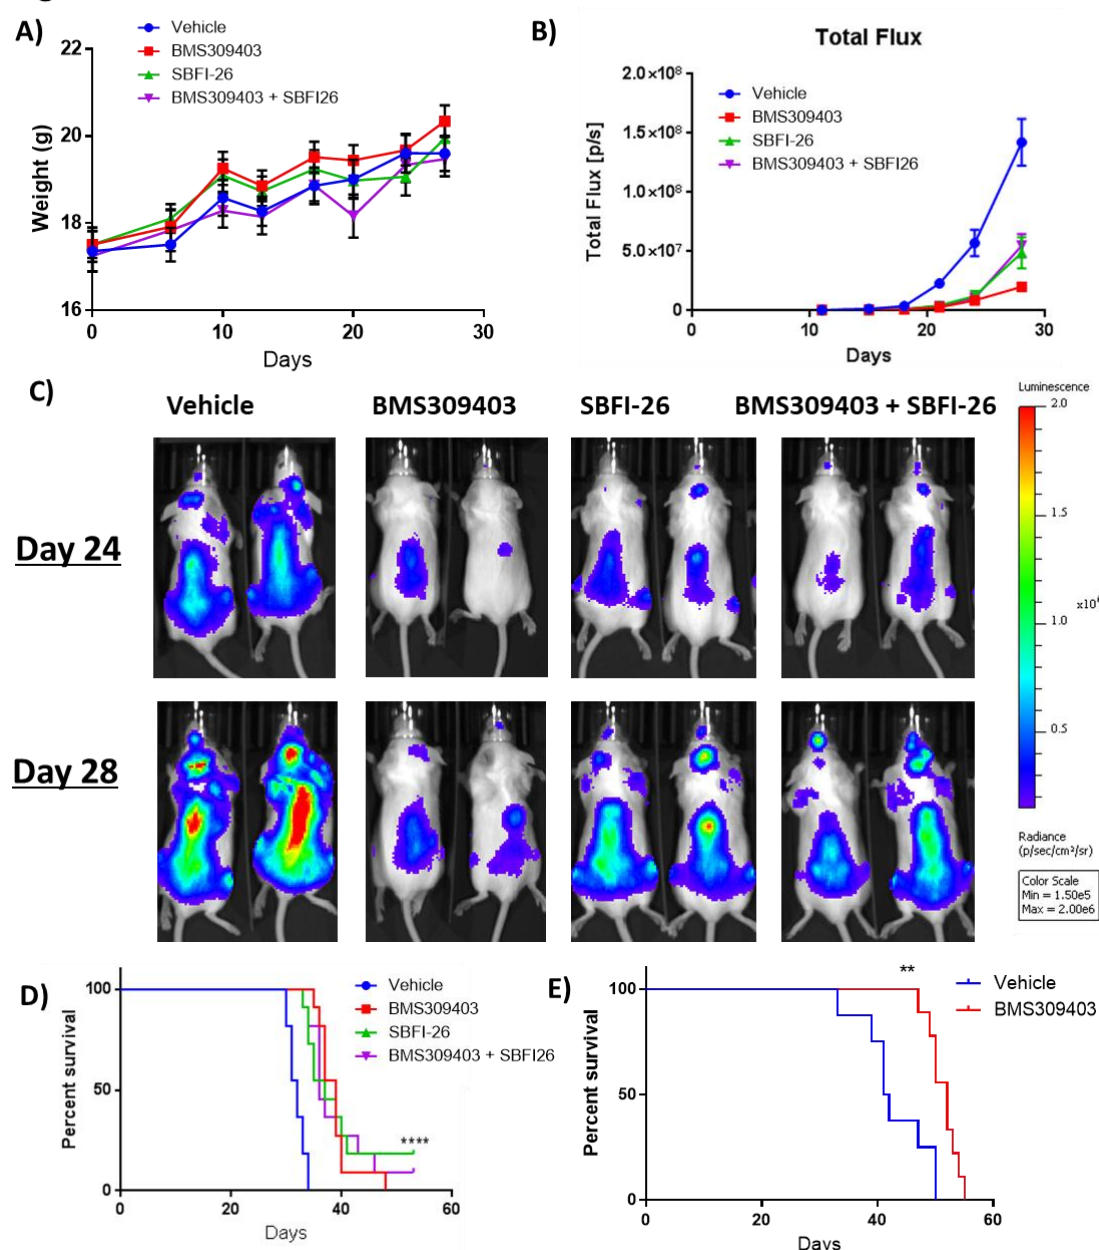 A)
Vehicle
BMS309403
SBFI-26
BMS309403 + SBFI26
22
20
18
16
Weight (g)
0 10 20 30
Days
B)
Total Flux
Vehicle
BMS309403
SBFI-26
BMS309403 + SBFI26
2.0×10⁸
1.5×10⁸
1.0×10⁸
5.0×10⁷
0
Total Flux [p/s]
0 10 20 30
Days
C)
Vehicle BMS309403 SBFI-26 BMS309403 + SBFI-26
Day 24
Day 28
Luminescence
2.0
1.5
1.0
0.5
Radiance
(p/sec/cm²/sr)
Color Scale
Min = 1.50e5
Max = 2.00e6
D)
Vehicle
BMS309403
SBFI-26
BMS309403 + SBFI26
100
50
0
Percent survival
****
0 20 40 60
Days
E)
**
Vehicle
BMS309403
100
50
0
Percent survival
0 20 40 60
Days